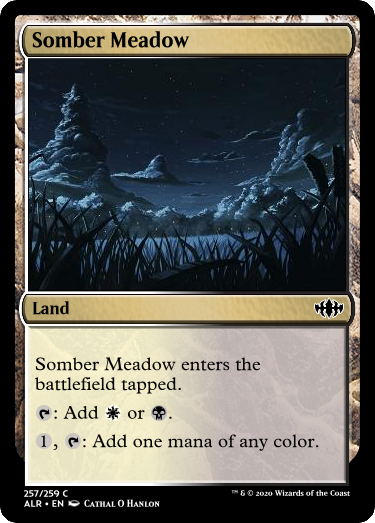 Somber Meadow
Land
Somber Meadow enters the
battlefield tapped.
: Add or .
1, : Add one mana of any color.
257/259 C
ALR • EN Cathal O Hanlon
™ & © 2020 Wizards of the Coast